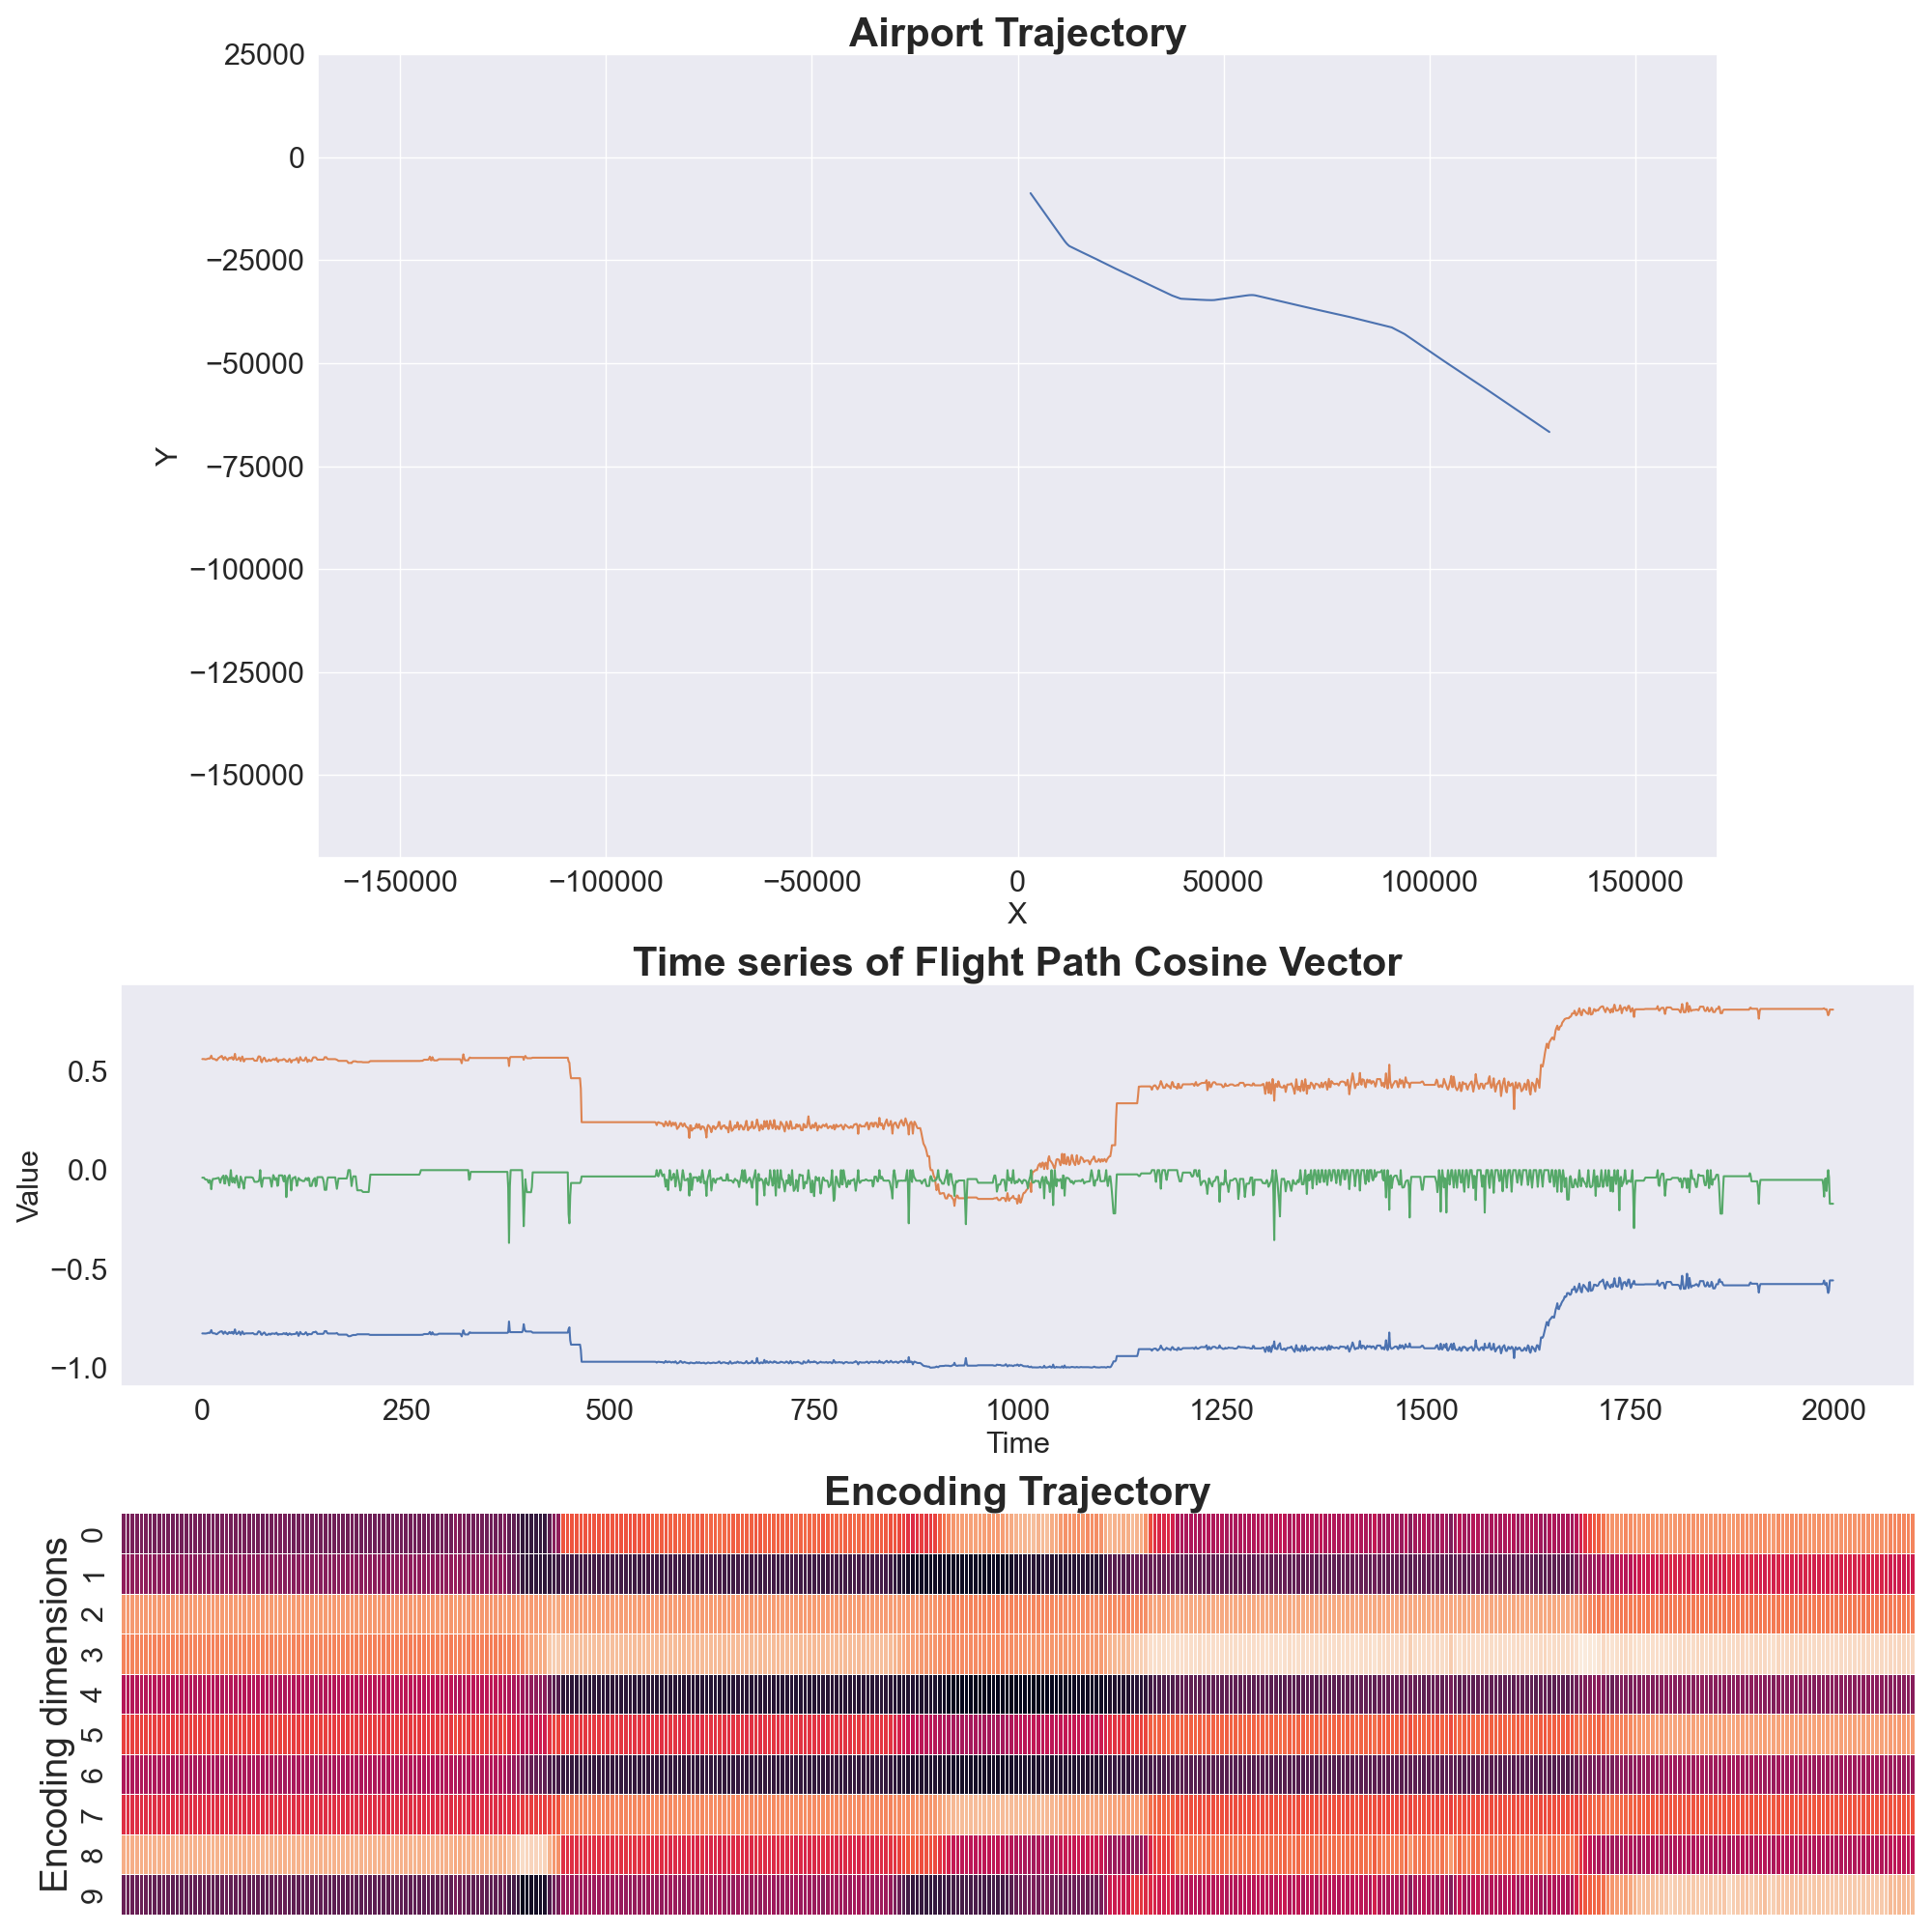 Airport Trajectory
25000
0
−25000
−50000
−75000
−100000
−125000
−150000
Y
−150000 −100000 −50000 0 50000 100000 150000
X
Time series of Flight Path Cosine Vector
0.5
0.0
−0.5
−1.0
Value
0 250 500 750 1000 1250 1500 1750 2000
Time
Encoding Trajectory
Encoding dimensions
0
1
2
3
4
5
6
7
8
9